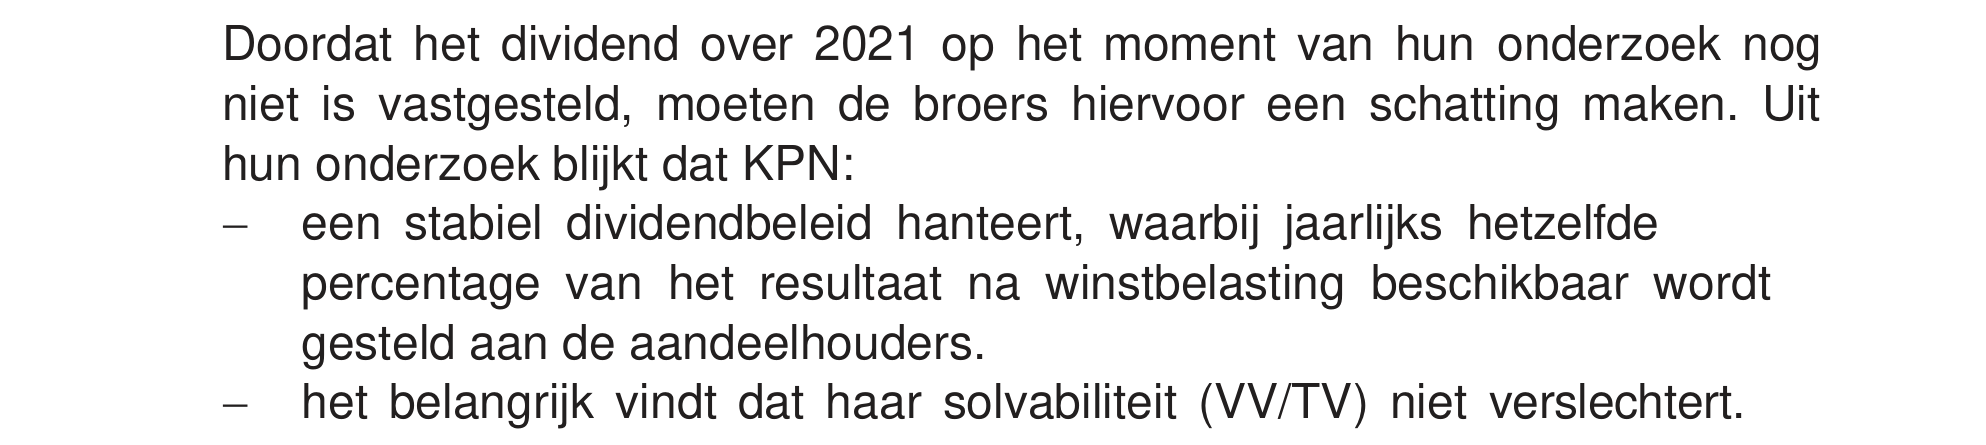 Doordat het dividend over 2021 op het moment van hun onderzoek nog
niet is vastgesteld, moeten de broers hiervoor een schatting maken. Uit
hun onderzoek blijkt dat KPN:
– een stabiel dividendbeleid hanteert, waarbij jaarlijks hetzelfde
percentage van het resultaat na winstbelasting beschikbaar wordt
gesteld aan de aandeelhouders.
– het belangrijk vindt dat haar solvabiliteit (VV/TV) niet verslechtert.